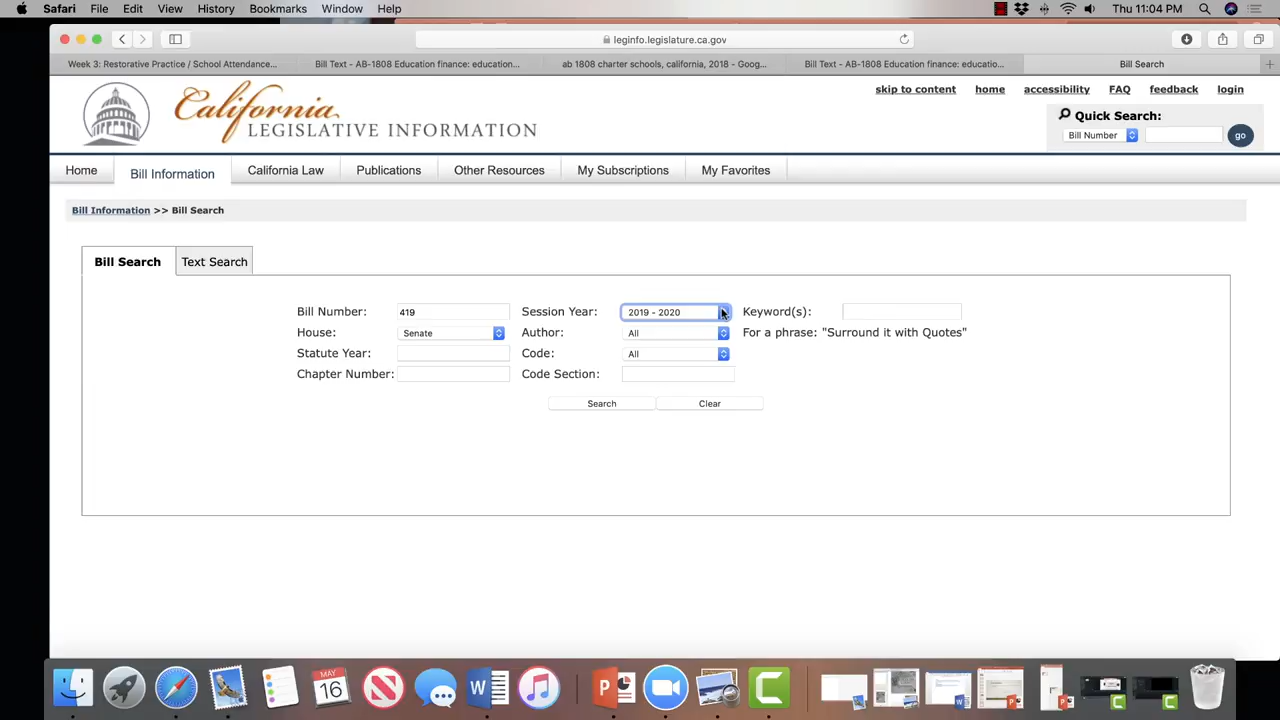 Safari File Edit View History Bookmarks Window Help Thu 11:04 PM
leginfo.legislature.ca.gov
Week 3: Restorative Practice / School Attendance... Bill Text - AB-1808 Education finance: education... ab 1808 charter schools, california, 2018 - Goog... Bill Text - AB-1808 Education finance: educatio... Bill Search
skip to content home accessibility FAQ feedback login
California
LEGISLATIVE INFORMATION
Quick Search:
Bill Number go
Home Bill Information California Law Publications Other Resources My Subscriptions My Favorites
Bill Information >> Bill Search
Bill Search Text Search
Bill Number: 419 Session Year: 2019 - 2020 Keyword(s):
House: Senate Author: All For a phrase: "Surround it with Quotes"
Statute Year: Code: All
Chapter Number: Code Section:
Search Clear
MAY
16